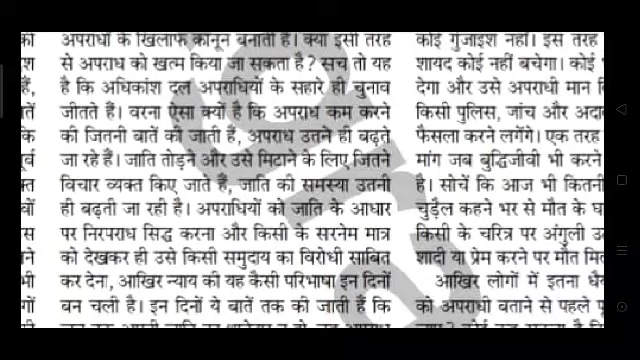 अपराधों के खिलाफ कानून बनाती है। क्या इसी तरह
से अपराध को खत्म किया जा सकता है? सच तो यह
है कि अधिकांश दल अपराधियों के सहारे ही चुनाव
जीतते हैं। वरना ऐसा क्यों है कि अपराध कम करने
की जितनी बातें की जाती हैं, अपराध उतने ही बढ़ते
जा रहे हैं। जाति तोड़ने और उसे मिटाने के लिए जितने
विचार व्यक्त किए जाते हैं, जाति की समस्या उतनी
ही बढ़ती जा रही है। अपराधियों को जाति के आधार
पर निरपराध सिद्ध करना और किसी के सरनेम मात्र
को देखकर ही उसे किसी समुदाय का विरोधी साबित
कर देना, आखिर न्याय की यह कैसी परिभाषा इन दिनों
बन चली है। इन दिनों ये बातें तक की जाती हैं कि
कोई गुंजाइश नहीं। इस तरह
शायद कोई नहीं बचेगा। कोई
देगा और उसे अपराधी मान
किसी पुलिस, जांच और
फैसला करने लगेंगे। एक तरह
मांग जब बुद्धिजीवी भी करने
है। सोचें कि आज भी
चुड़ैल कहने भर से मौत के
किसी के चरित्र पर अंगुली
शादी या प्रेम करने पर मौत
आखिर लोगों में इतना
को अपराधी बताने से पहले